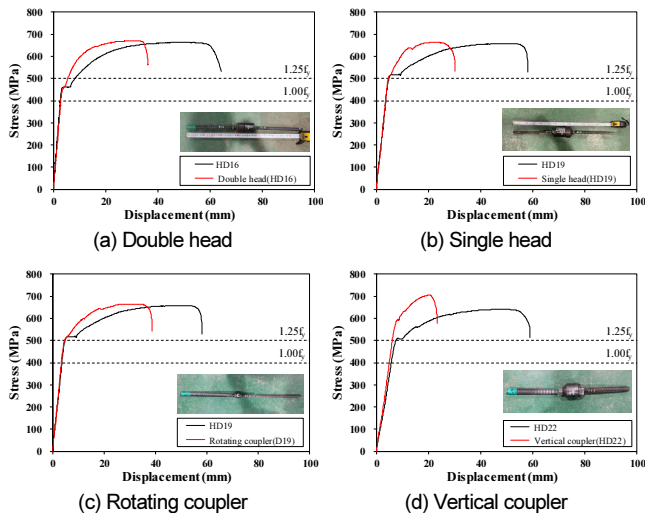 800
700
600
500
400
300
200
100
0
Stress (MPa)
1.25fy
1.00fy
HD16
Double head(HD16)
0 20 40 60 80 100
Displacement (mm)
(a) Double head
800
700
600
500
400
300
200
100
0
Stress (MPa)
1.25fy
1.00fy
HD19
Single head(HD19)
0 20 40 60 80 100
Displacement (mm)
(b) Single head
800
700
600
500
400
300
200
100
0
Stress (MPa)
1.25fy
1.00fy
HD19
Rotating coupler(D19)
0 20 40 60 80 100
Displacement (mm)
(c) Rotating coupler
800
700
600
500
400
300
200
100
0
Stress (MPa)
1.25fy
1.00fy
HD22
Vertical coupler(HD22)
0 20 40 60 80 100
Displacement (mm)
(d) Vertical coupler